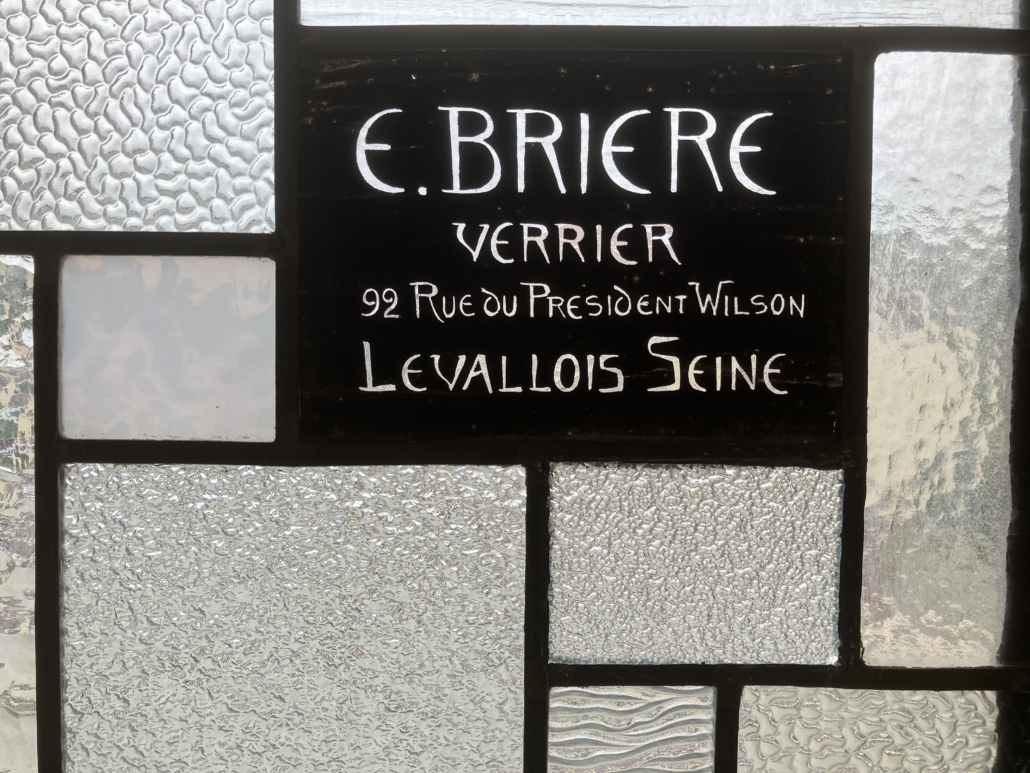 E. BRIERE
VERRIER
92 RUE DU PRESIDENT WILSON
LEVALLOIS SEINE